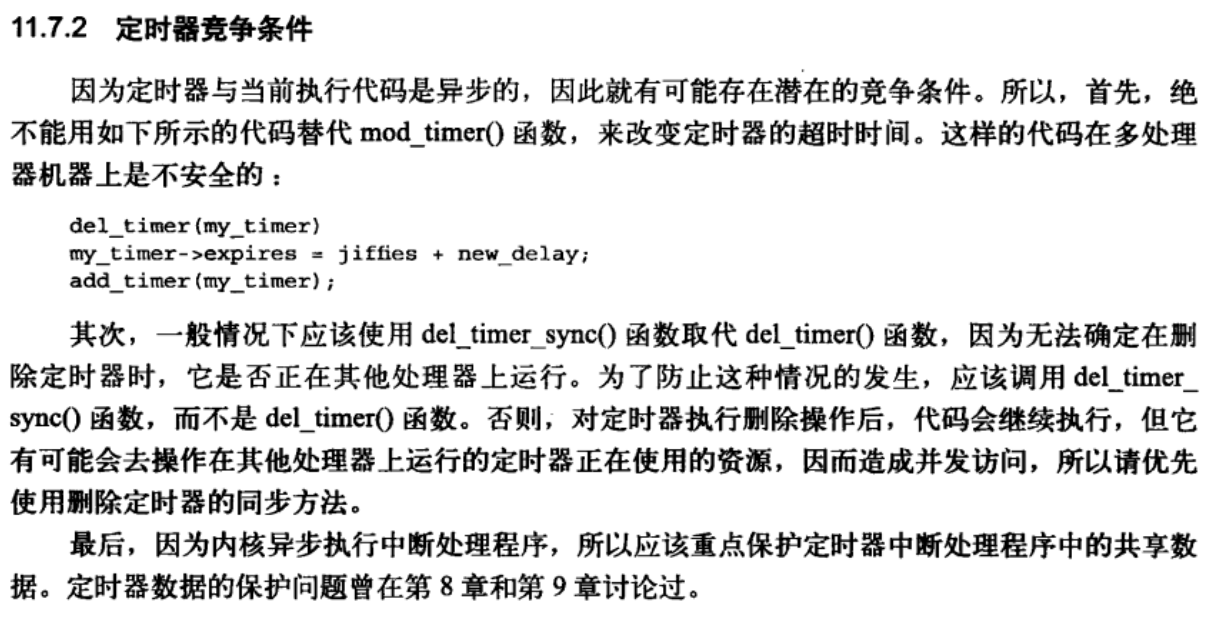 11.7.2 定时器竞争条件
因为定时器与当前执行代码是异步的，因此就有可能存在潜在的竞争条件。所以，首先，绝
不能用如下所示的代码替代 mod_timer() 函数，来改变定时器的超时时间。这样的代码在多处理
器机器上是不安全的：
del_timer(my_timer)
my_timer->expires = jiffies + new_delay;
add_timer(my_timer);
其次，一般情况下应该使用 del_timer_sync() 函数取代 del_timer() 函数，因为无法确定在删
除定时器时，它是否正在其他处理器上运行。为了防止这种情况的发生，应该调用 del_timer_
sync() 函数，而不是 del_timer() 函数。否则，对定时器执行删除操作后，代码会继续执行，但它
有可能会去操作在其他处理器上运行的定时器正在使用的资源，因而造成并发访问，所以请优先
使用删除定时器的同步方法。
最后，因为内核异步执行中断处理程序，所以应该重点保护定时器中断处理程序中的共享数
据。定时器数据的保护问题曾在第 8 章和第 9 章讨论过。